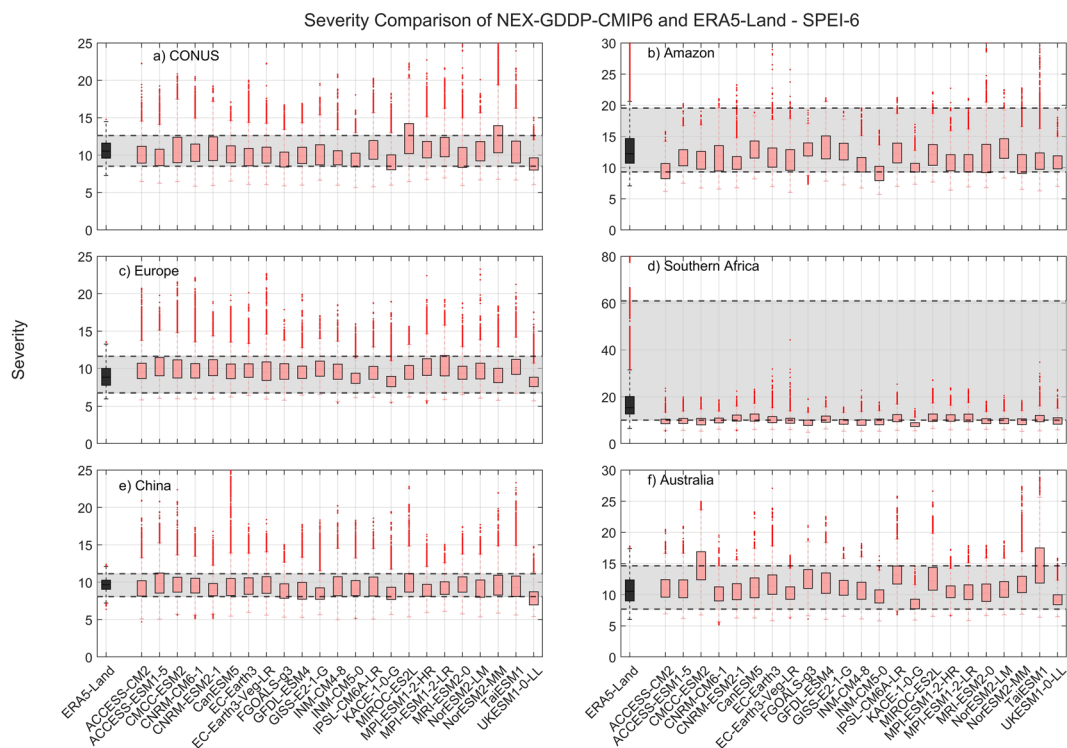 Severity Comparison of NEX-GDDP-CMIP6 and ERA5-Land - SPEI-6
Severity
a) CONUS
25
20
15
10
5
0
b) Amazon
30
25
20
15
10
5
0
c) Europe
25
20
15
10
5
0
d) Southern Africa
80
60
40
20
0
e) China
25
20
15
10
5
0
f) Australia
30
25
20
15
10
5
0
ERA5-Land
ACCESS-CM2
ACCESS-ESM1-5
CMCC-ESM2
CNRM-CM6-1
CNRM-ESM2-1
CanESM5
EC-Earth3
EC-Earth3-Veg-LR
FGOALS-g3
GFDL-ESM4
GISS-E2-1-G
INM-CM4-8
INM-CM5-0
IPSL-CM6A-LR
KACE-1-0-G
MIROC-ES2L
MPI-ESM1-2-HR
MPI-ESM1-2-LR
MRI-ESM2-0
NorESM2-LM
NorESM2-MM
TaiESM1
UKESM1-0-LL
ERA5-Land
ACCESS-CM2
ACCESS-ESM1-5
CMCC-ESM2
CNRM-CM6-1
CNRM-ESM2-1
CanESM5
EC-Earth3
EC-Earth3-Veg-LR
FGOALS-g3
GFDL-ESM4
GISS-E2-1-G
INM-CM4-8
INM-CM5-0
IPSL-CM6A-LR
KACE-1-0-G
MIROC-ES2L
MPI-ESM1-2-HR
MPI-ESM1-2-LR
MRI-ESM2-0
NorESM2-LM
NorESM2-MM
TaiESM1
UKESM1-0-LL